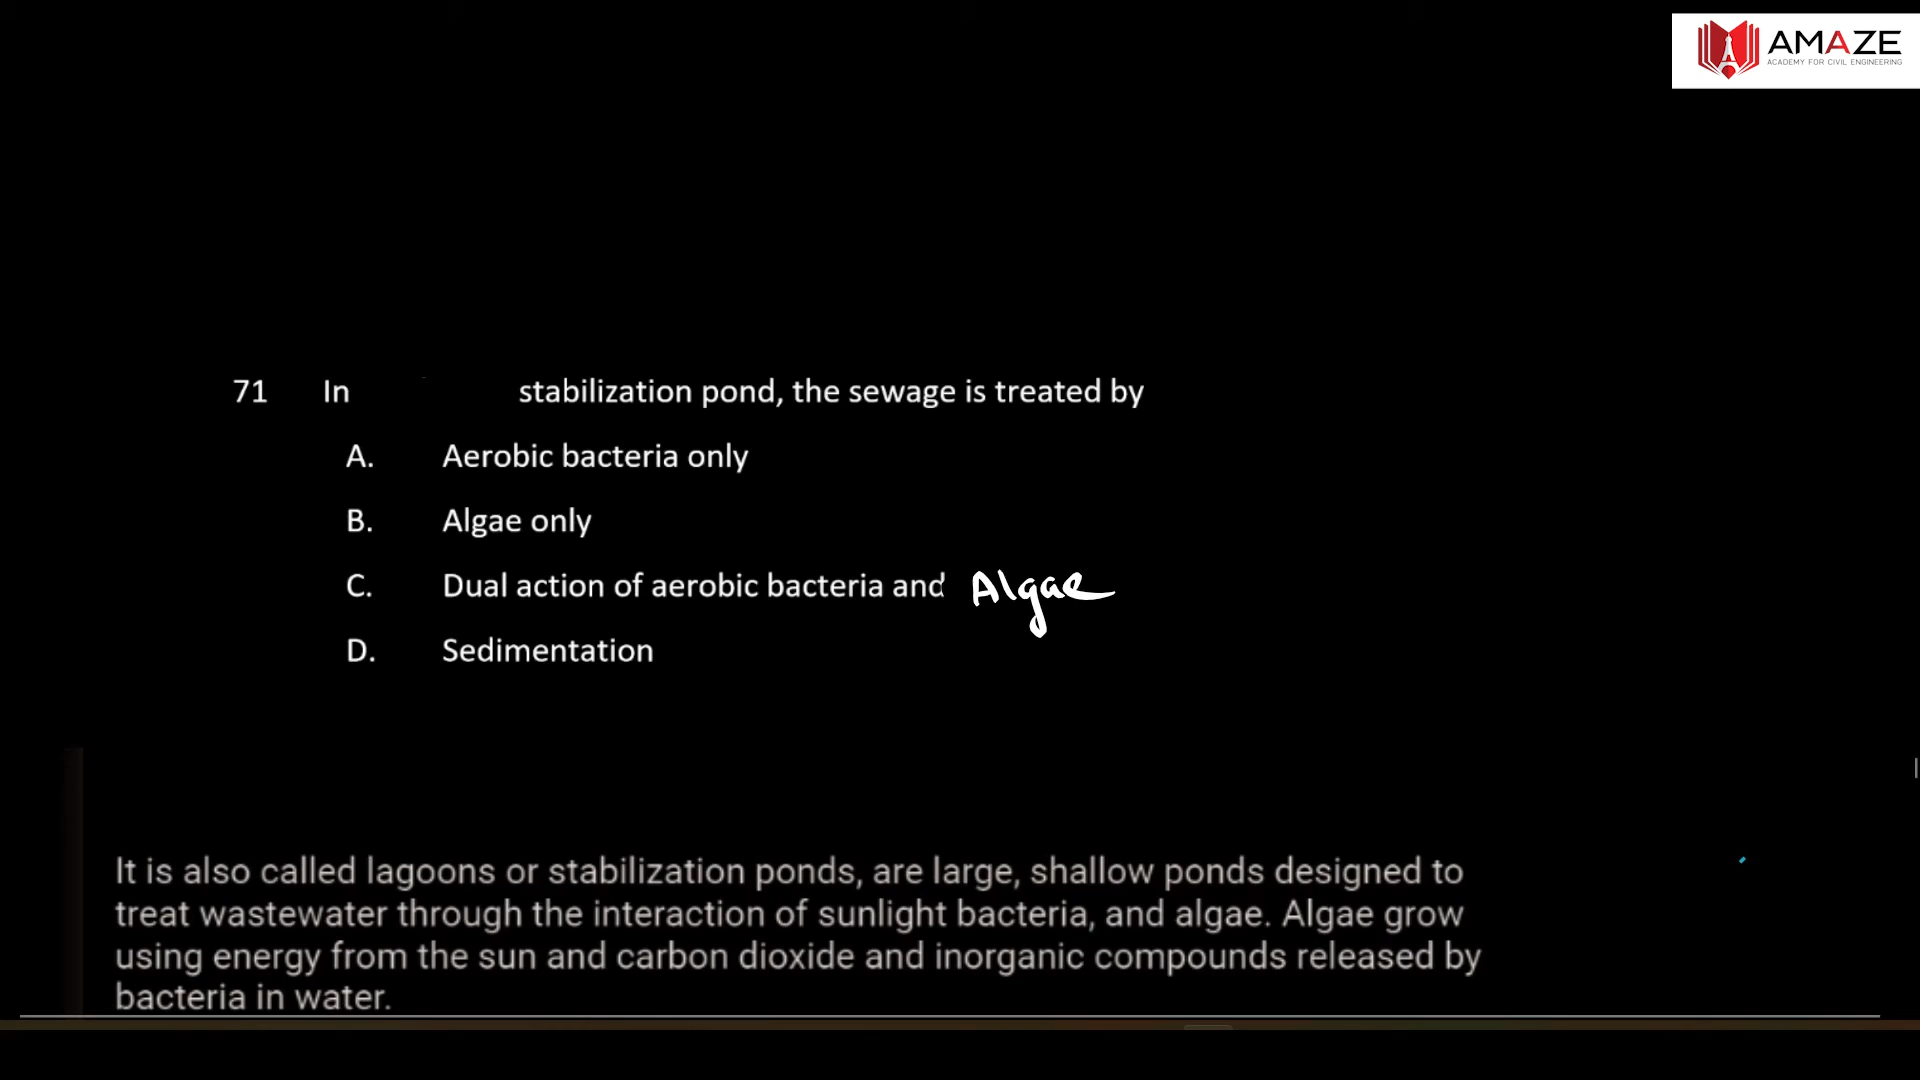 AMAZE
ACADEMY FOR CIVIL ENGINEERING
71 In stabilization pond, the sewage is treated by
A. Aerobic bacteria only
B. Algae only
C. Dual action of aerobic bacteria and Algae
D. Sedimentation
It is also called lagoons or stabilization ponds, are large, shallow ponds designed to
treat wastewater through the interaction of sunlight bacteria, and algae. Algae grow
using energy from the sun and carbon dioxide and inorganic compounds released by
bacteria in water.